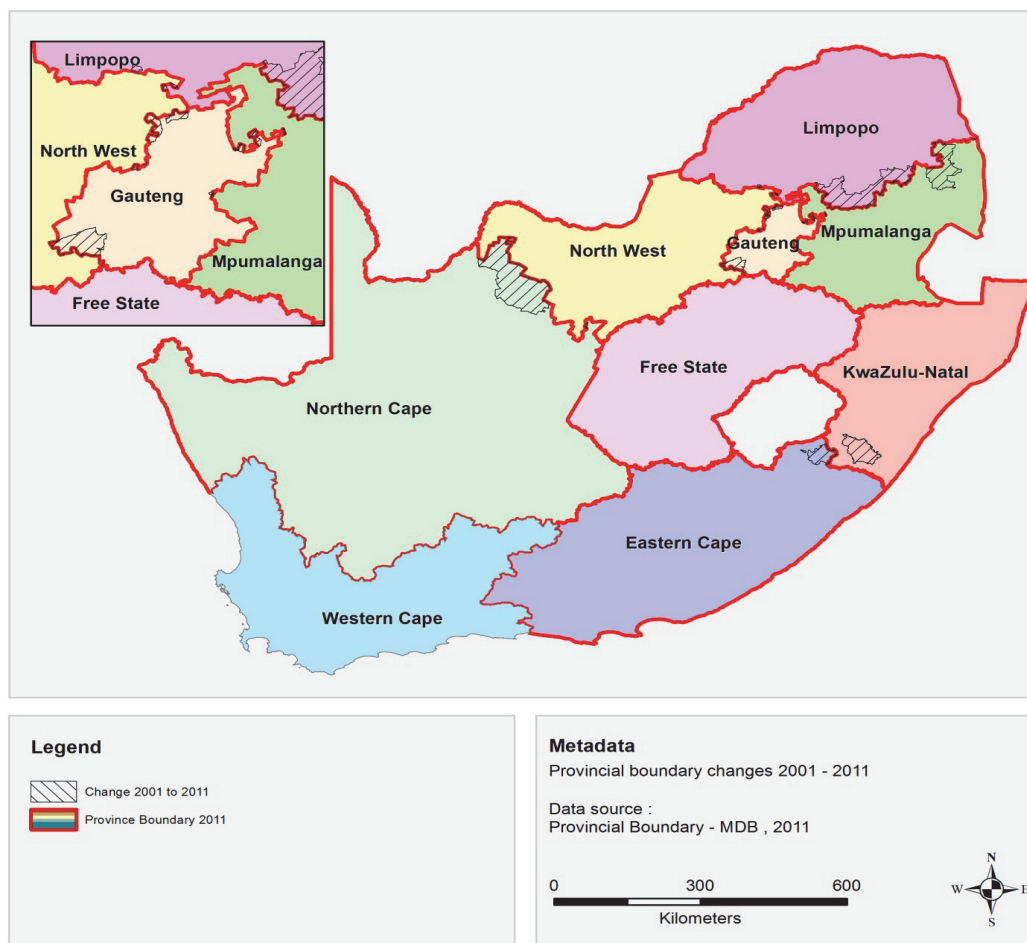 Limpopo
North West
Gauteng
Mpumalanga
Free State
Limpopo
North West
Gauteng
Mpumalanga
Free State
KwaZulu-Natal
Northern Cape
Eastern Cape
Western Cape
Legend
Change 2001 to 2011
Province Boundary 2011
Metadata
Provincial boundary changes 2001 - 2011
Data source :
Provincial Boundary - MDB , 2011
0 300 600
Kilometers
N
W E
S